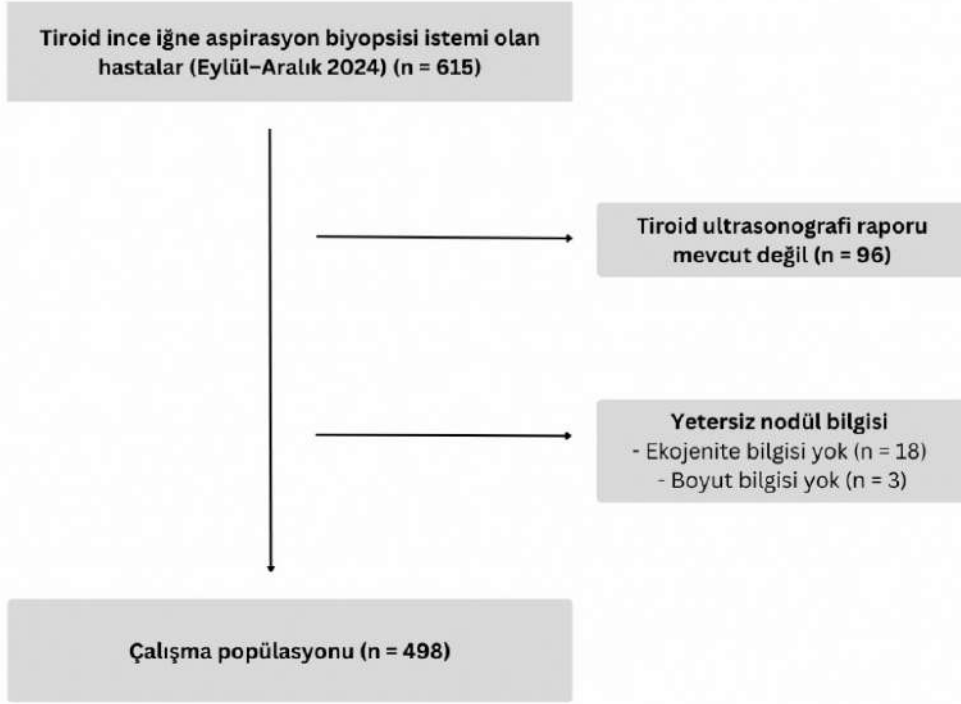 Tiroid ince iğne aspirasyon biyopsisi istemi olan
hastalar (Eylül–Aralık 2024) (n = 615)
Tiroid ultrasonografi raporu
mevcut değil (n = 96)
Yetersiz nodül bilgisi
- Ekojenite bilgisi yok (n = 18)
- Boyut bilgisi yok (n = 3)
Çalışma popülasyonu (n = 498)